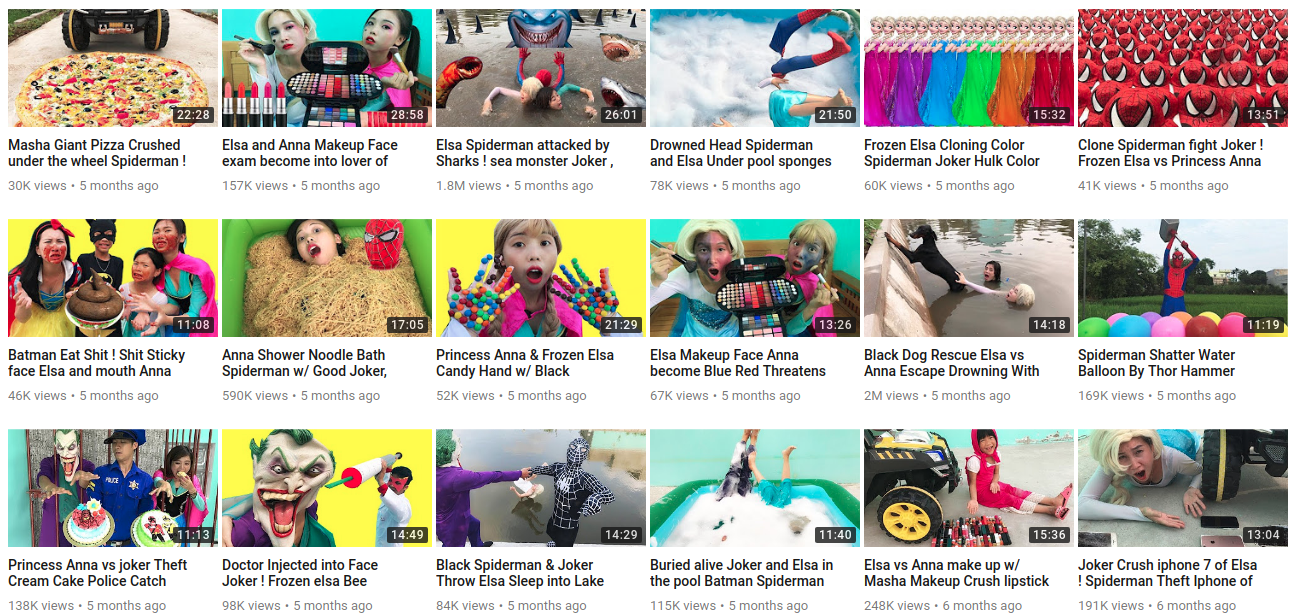 22:28
28:58
26:01
21:50
15:32
13:51
Masha Giant Pizza Crushed
under the wheel Spiderman !
30K views • 5 months ago
Elsa and Anna Makeup Face
exam become into lover of
157K views • 5 months ago
Elsa Spiderman attacked by
Sharks ! sea monster Joker ,
1.8M views • 5 months ago
Drowned Head Spiderman
and Elsa Under pool sponges
78K views • 5 months ago
Frozen Elsa Cloning Color
Spiderman Joker Hulk Color
60K views • 5 months ago
Clone Spiderman fight Joker !
Frozen Elsa vs Princess Anna
41K views • 5 months ago
11:08
17:05
21:29
13:26
14:18
11:19
Batman Eat Shit ! Shit Sticky
face Elsa and mouth Anna
46K views • 5 months ago
Anna Shower Noodle Bath
Spiderman w/ Good Joker,
590K views • 5 months ago
Princess Anna & Frozen Elsa
Candy Hand w/ Black
52K views • 5 months ago
Elsa Makeup Face Anna
become Blue Red Threatens
67K views • 5 months ago
Black Dog Rescue Elsa vs
Anna Escape Drowning With
2M views • 5 months ago
Spiderman Shatter Water
Balloon By Thor Hammer
169K views • 5 months ago
POLICE
11:13
14:49
14:29
11:40
15:36
13:04
Princess Anna vs joker Theft
Cream Cake Police Catch
138K views • 5 months ago
Doctor Injected into Face
Joker ! Frozen elsa Bee
98K views • 5 months ago
Black Spiderman & Joker
Throw Elsa Sleep into Lake
84K views • 5 months ago
Buried alive Joker and Elsa in
the pool Batman Spiderman
115K views • 5 months ago
Elsa vs Anna make up w/
Masha Makeup Crush lipstick
248K views • 6 months ago
Joker Crush iphone 7 of Elsa
! Spiderman Theft Iphone of
191K views • 6 months ago